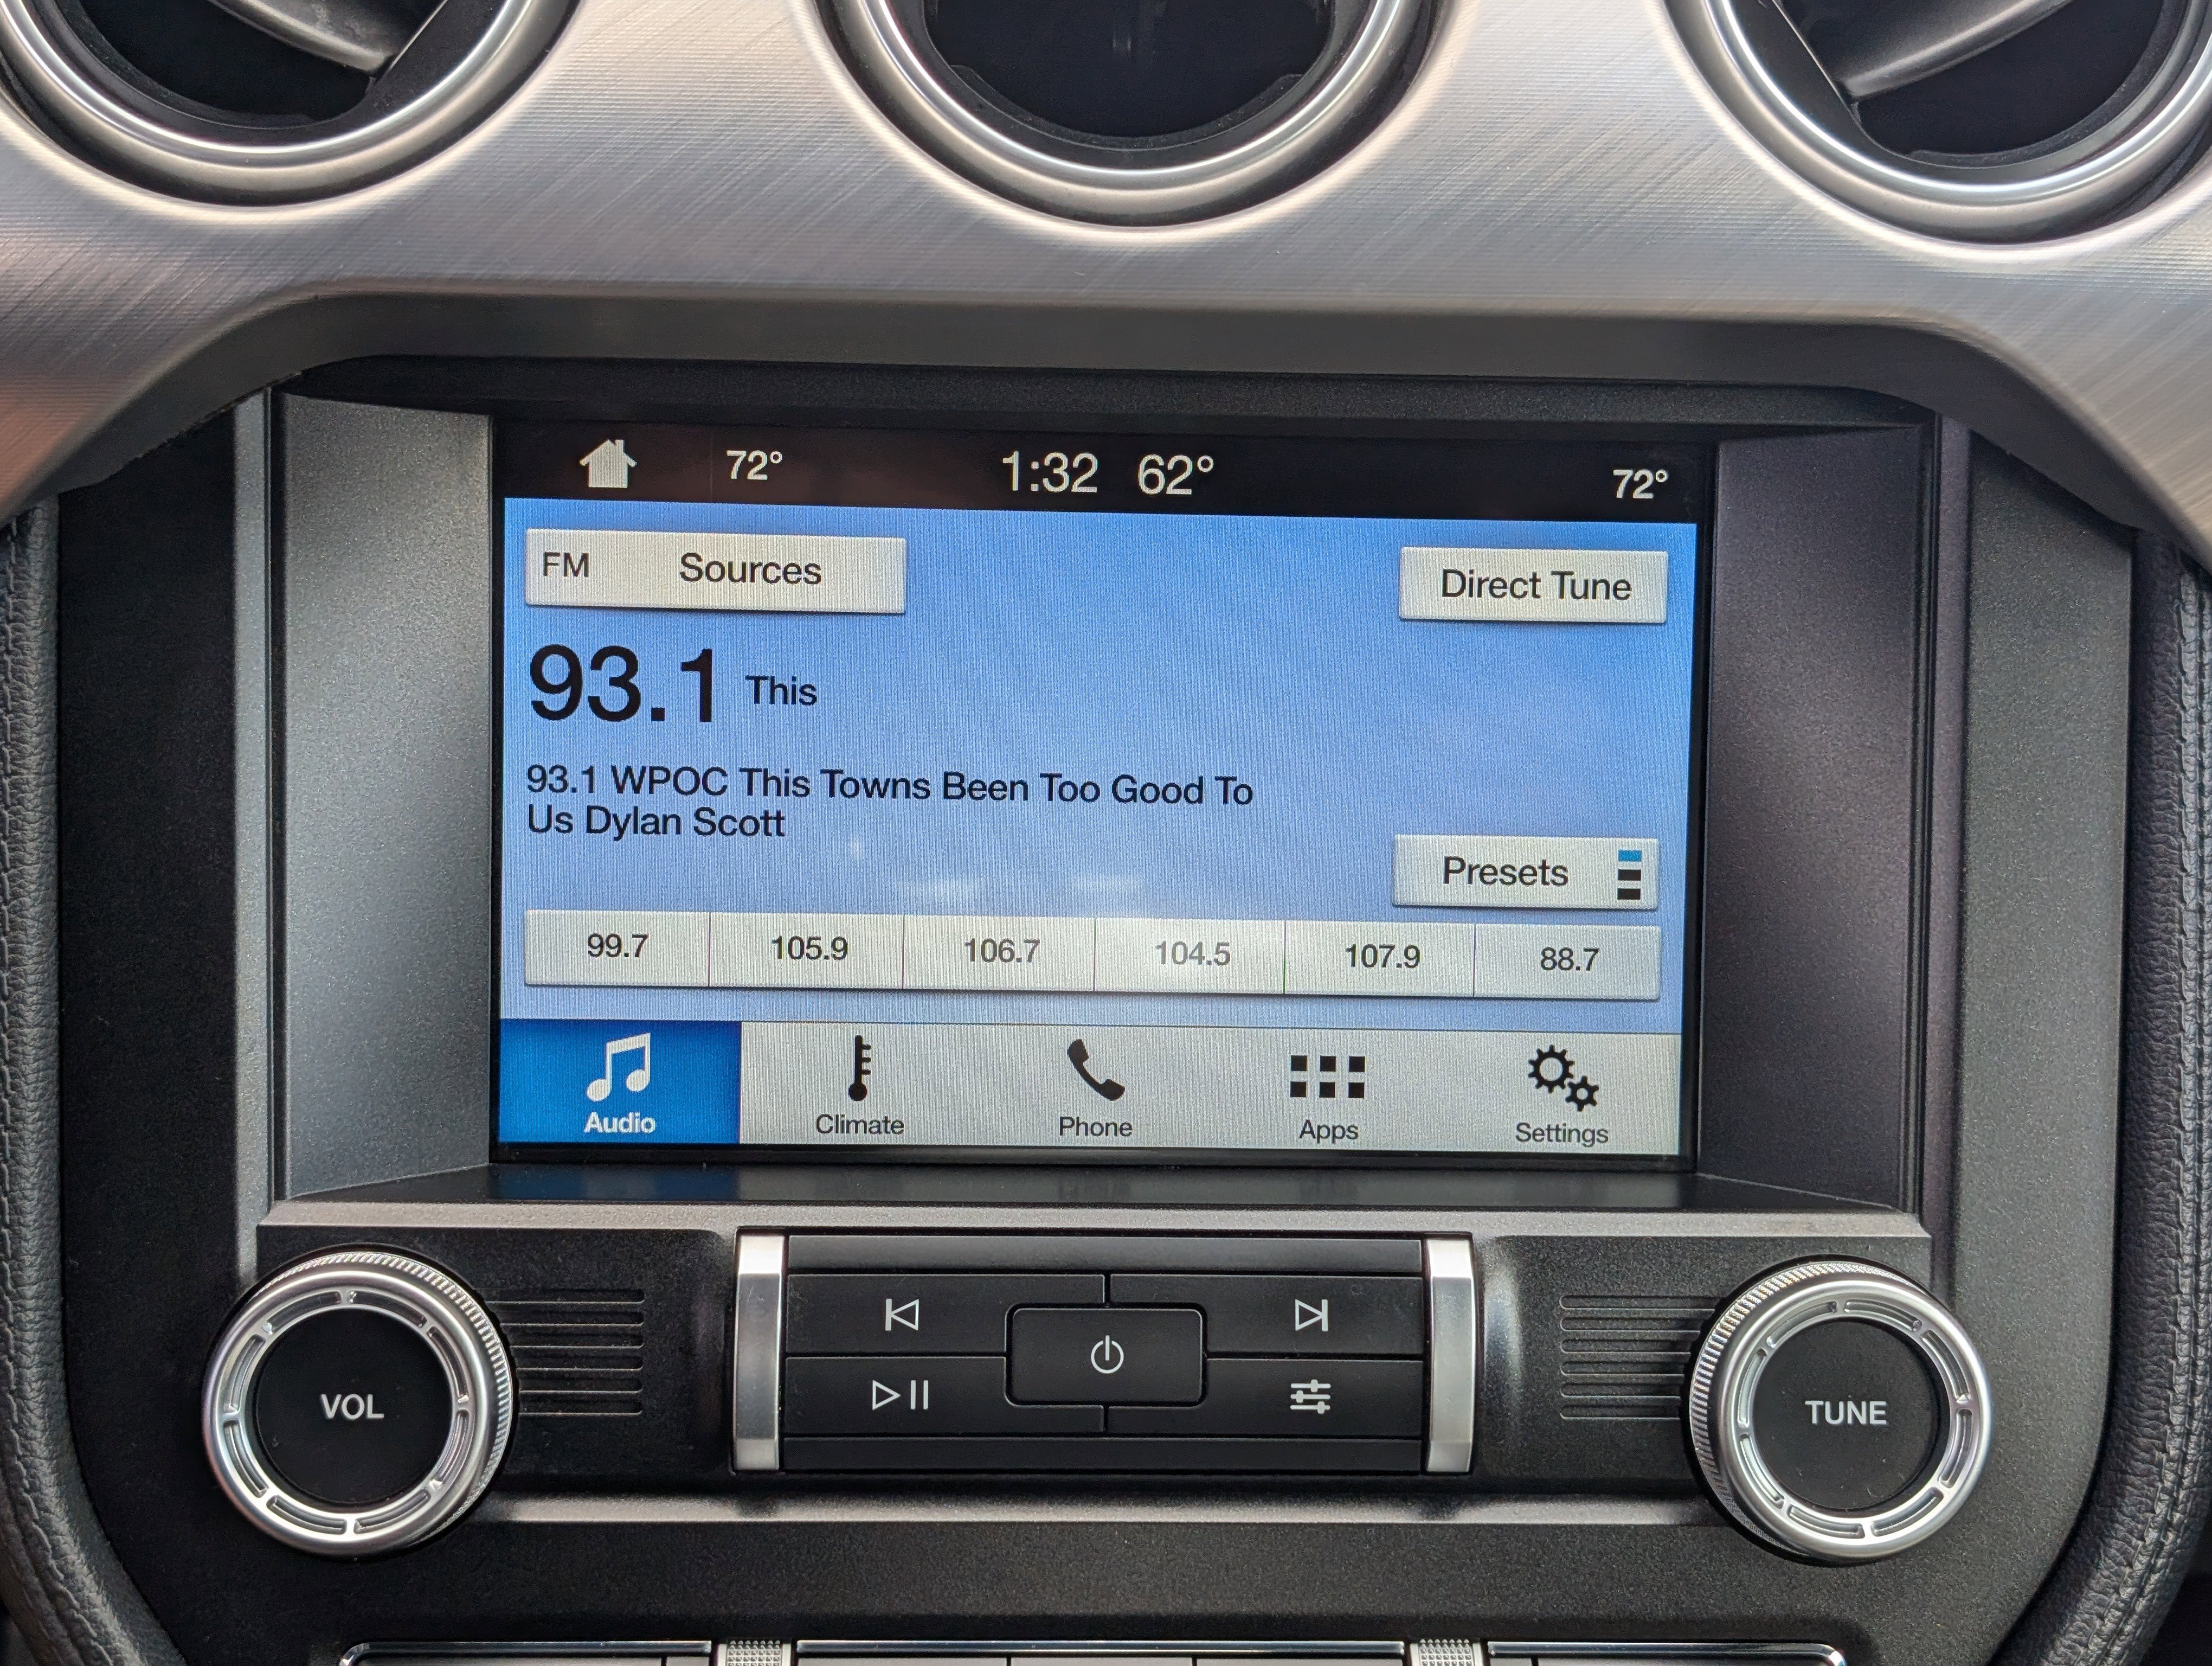 72° 1:32 62° 72°
FM Sources Direct Tune
93.1 This
93.1 WPOC This Towns Been Too Good To
Us Dylan Scott
Presets
99.7 105.9 106.7 104.5 107.9 88.7
Audio Climate Phone Apps Settings
VOL TUNE